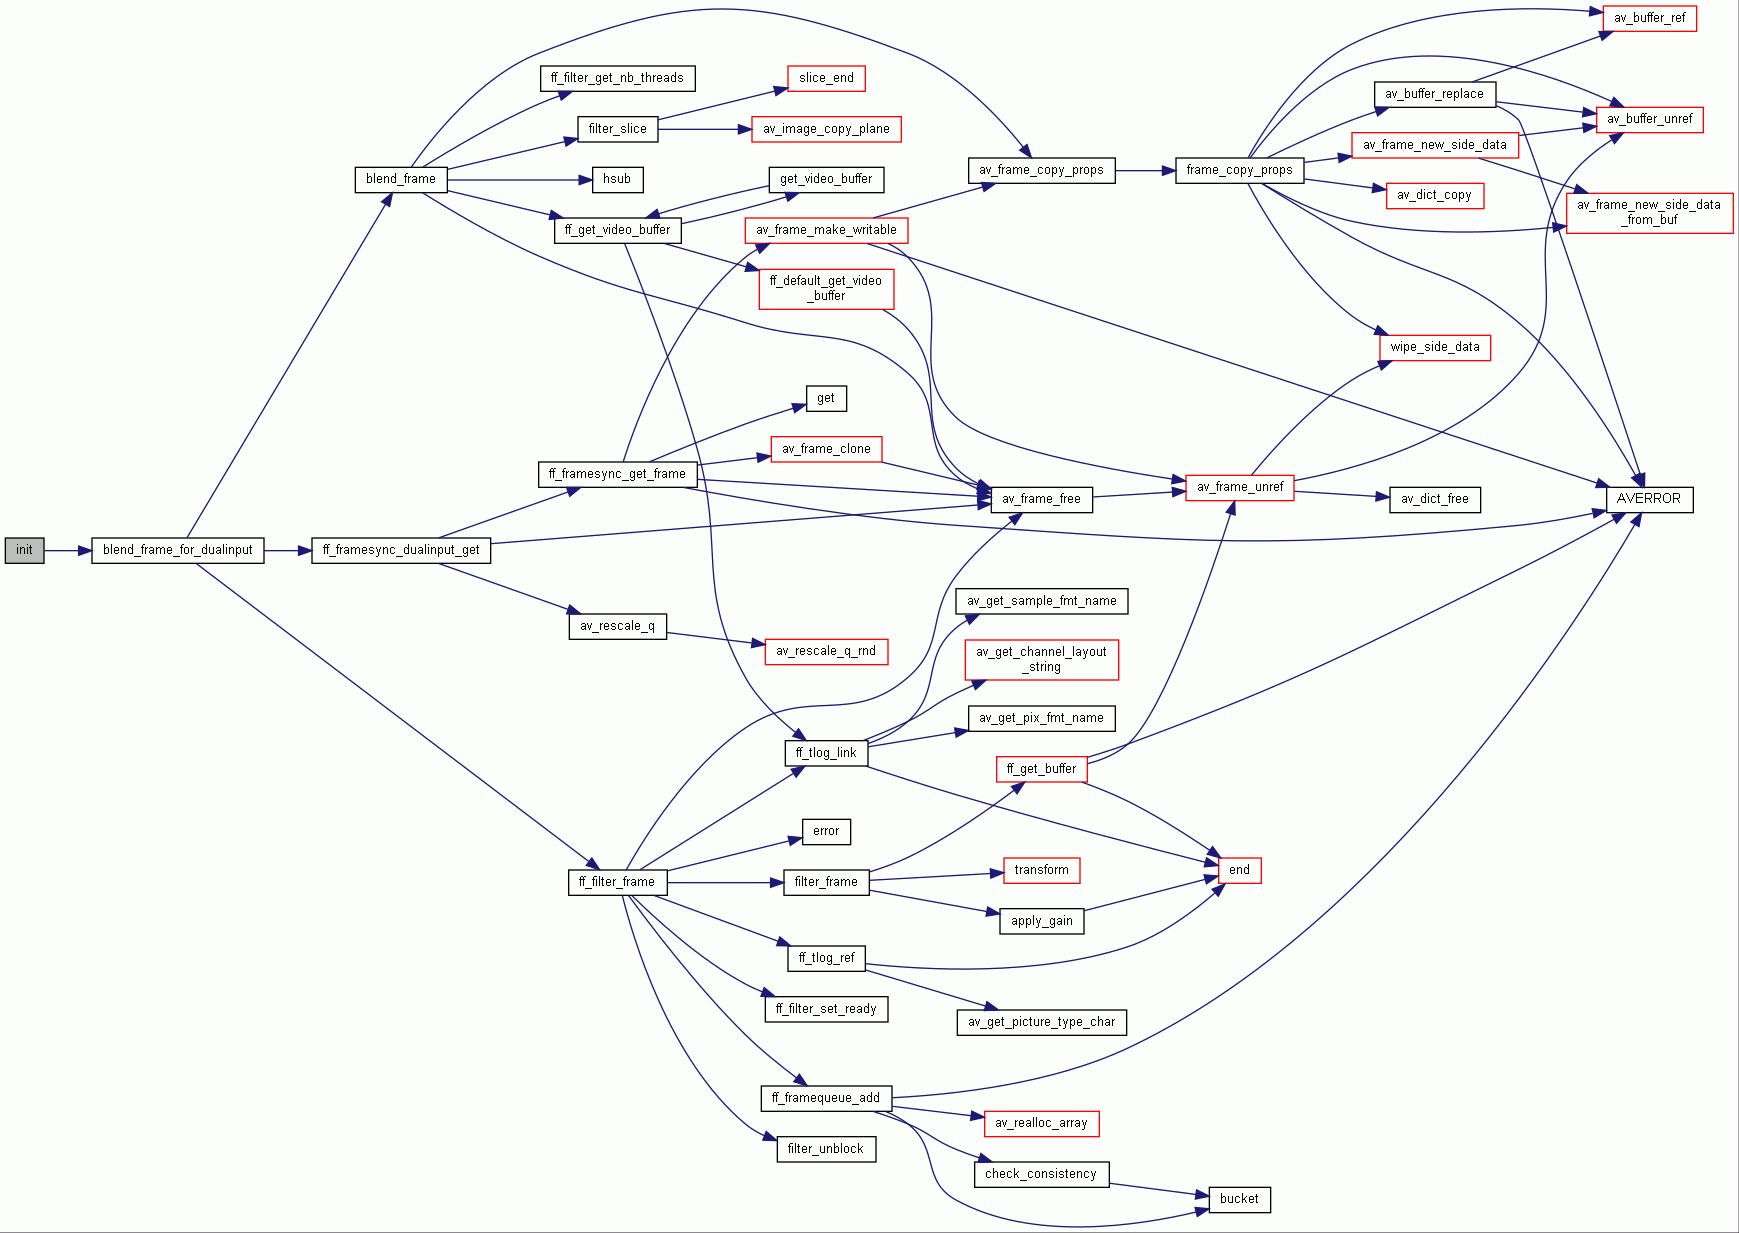 av_buffer_ref
ff_filter_get_nb_threads
slice_end
av_buffer_replace
av_buffer_unref
filter_slice
av_image_copy_plane
av_frame_new_side_data
blend_frame
hsub
get_video_buffer
av_frame_copy_props
frame_copy_props
av_dict_copy
av_frame_new_side_data
_from_buf
ff_get_video_buffer
av_frame_make_writable
ff_default_get_video
_buffer
wipe_side_data
get
av_frame_clone
ff_framesync_get_frame
av_frame_free
av_frame_unref
av_dict_free
AVERROR
init
blend_frame_for_dualinput
ff_framesync_dualinput_get
av_get_sample_fmt_name
av_rescale_q
av_rescale_q_rnd
av_get_channel_layout
_string
av_get_pix_fmt_name
ff_tlog_link
ff_get_buffer
error
ff_filter_frame
filter_frame
transform
end
apply_gain
ff_tlog_ref
ff_filter_set_ready
av_get_picture_type_char
ff_framequeue_add
av_realloc_array
filter_unblock
check_consistency
bucket